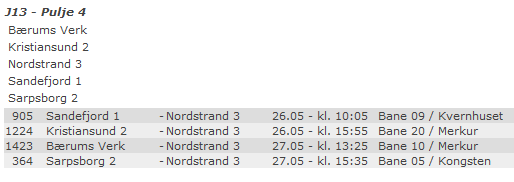 J13 - Pulje 4
Bærums Verk
Kristiansund 2
Nordstrand 3
Sandefjord 1
Sarpsborg 2
905 Sandefjord 1 - Nordstrand 3 26.05 - kl. 10:05 Bane 09 / Kvernhuset
1224 Kristiansund 2 - Nordstrand 3 26.05 - kl. 15:55 Bane 20 / Merkur
1423 Bærums Verk - Nordstrand 3 27.05 - kl. 13:25 Bane 10 / Merkur
364 Sarpsborg 2 - Nordstrand 3 27.05 - kl. 15:35 Bane 05 / Kongsten